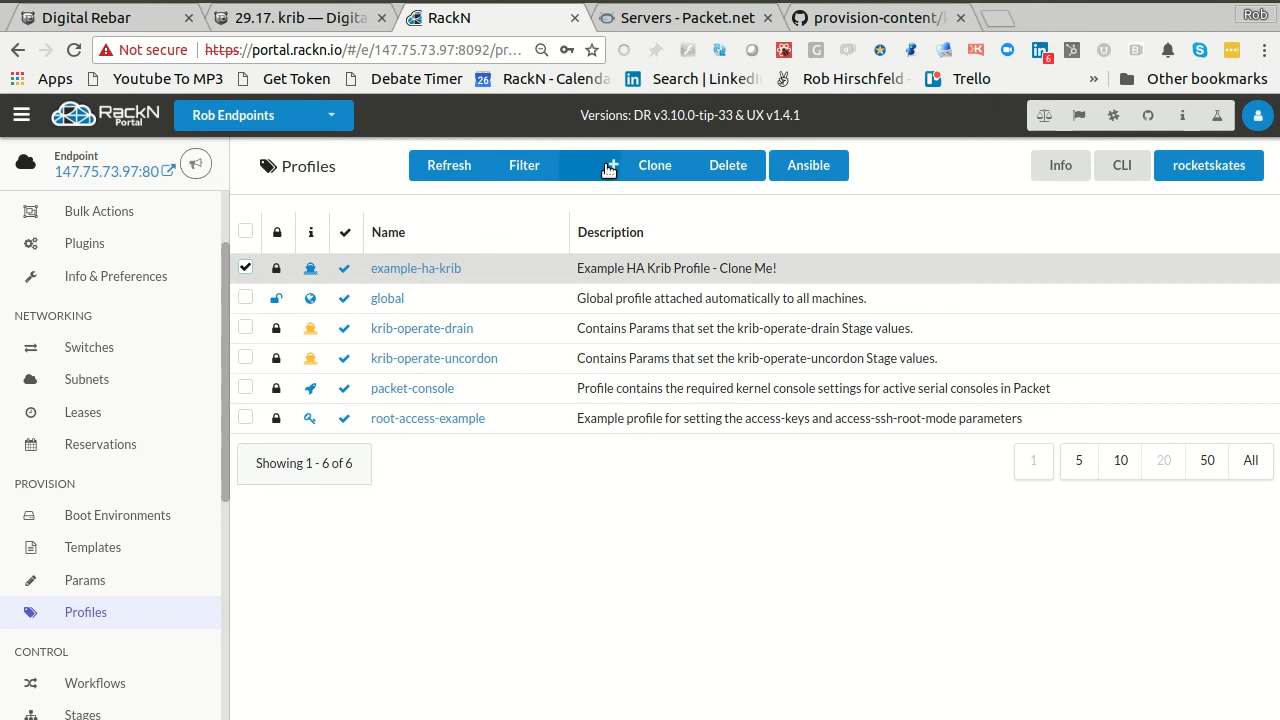 Digital Rebar
29.17. krib — Digita
RackN
Servers - Packet.net
provision-content/
Rob
Not secure
https://portal.rackn.io/#/e/147.75.73.97:8092/pr...
6
Apps
Youtube To MP3
Get Token
Debate Timer
26
RackN - Calenda
Search | LinkedI
Rob Hirschfeld -
Trello
»
Other bookmarks
RackN
Portal
Rob Endpoints
Versions: DR v3.10.0-tip-33 & UX v1.4.1
Endpoint
147.75.73.97:80
Profiles
Refresh
Filter
Clone
Delete
Ansible
Info
CLI
rocketskates
Bulk Actions
Plugins
Info & Preferences
NETWORKING
Switches
Subnets
Leases
Reservations
PROVISION
Boot Environments
Templates
Params
Profiles
CONTROL
Workflows
Stages
Name Description
example-ha-krib Example HA Krib Profile - Clone Me!
global Global profile attached automatically to all machines.
krib-operate-drain Contains Params that set the krib-operate-drain Stage values.
krib-operate-uncordon Contains Params that set the krib-operate-uncordon Stage values.
packet-console Profile contains the required kernel console settings for active serial consoles in Packet
root-access-example Example profile for setting the access-keys and access-ssh-root-mode parameters
Showing 1 - 6 of 6
1
5 10 20 50 All